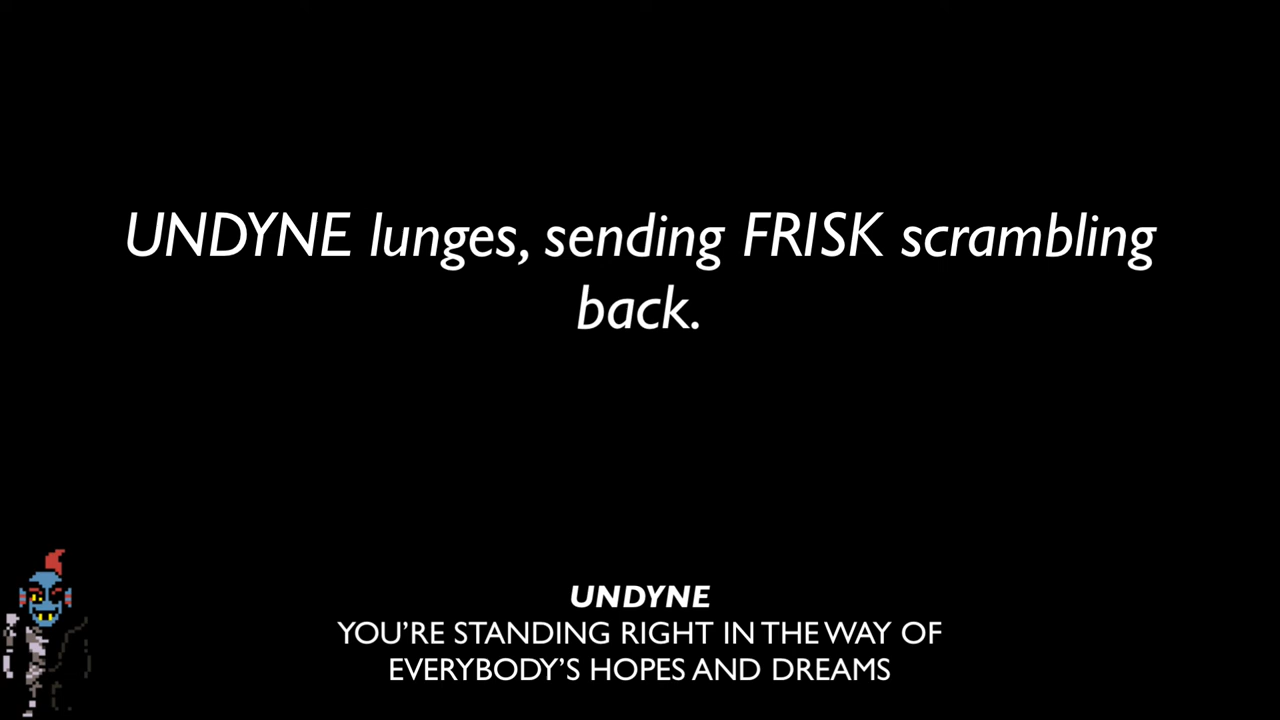 UNDYNE lunges, sending FRISK scrambling
back.
UNDYNE
YOU’RE STANDING RIGHT IN THE WAY OF
EVERYBODY’S HOPES AND DREAMS